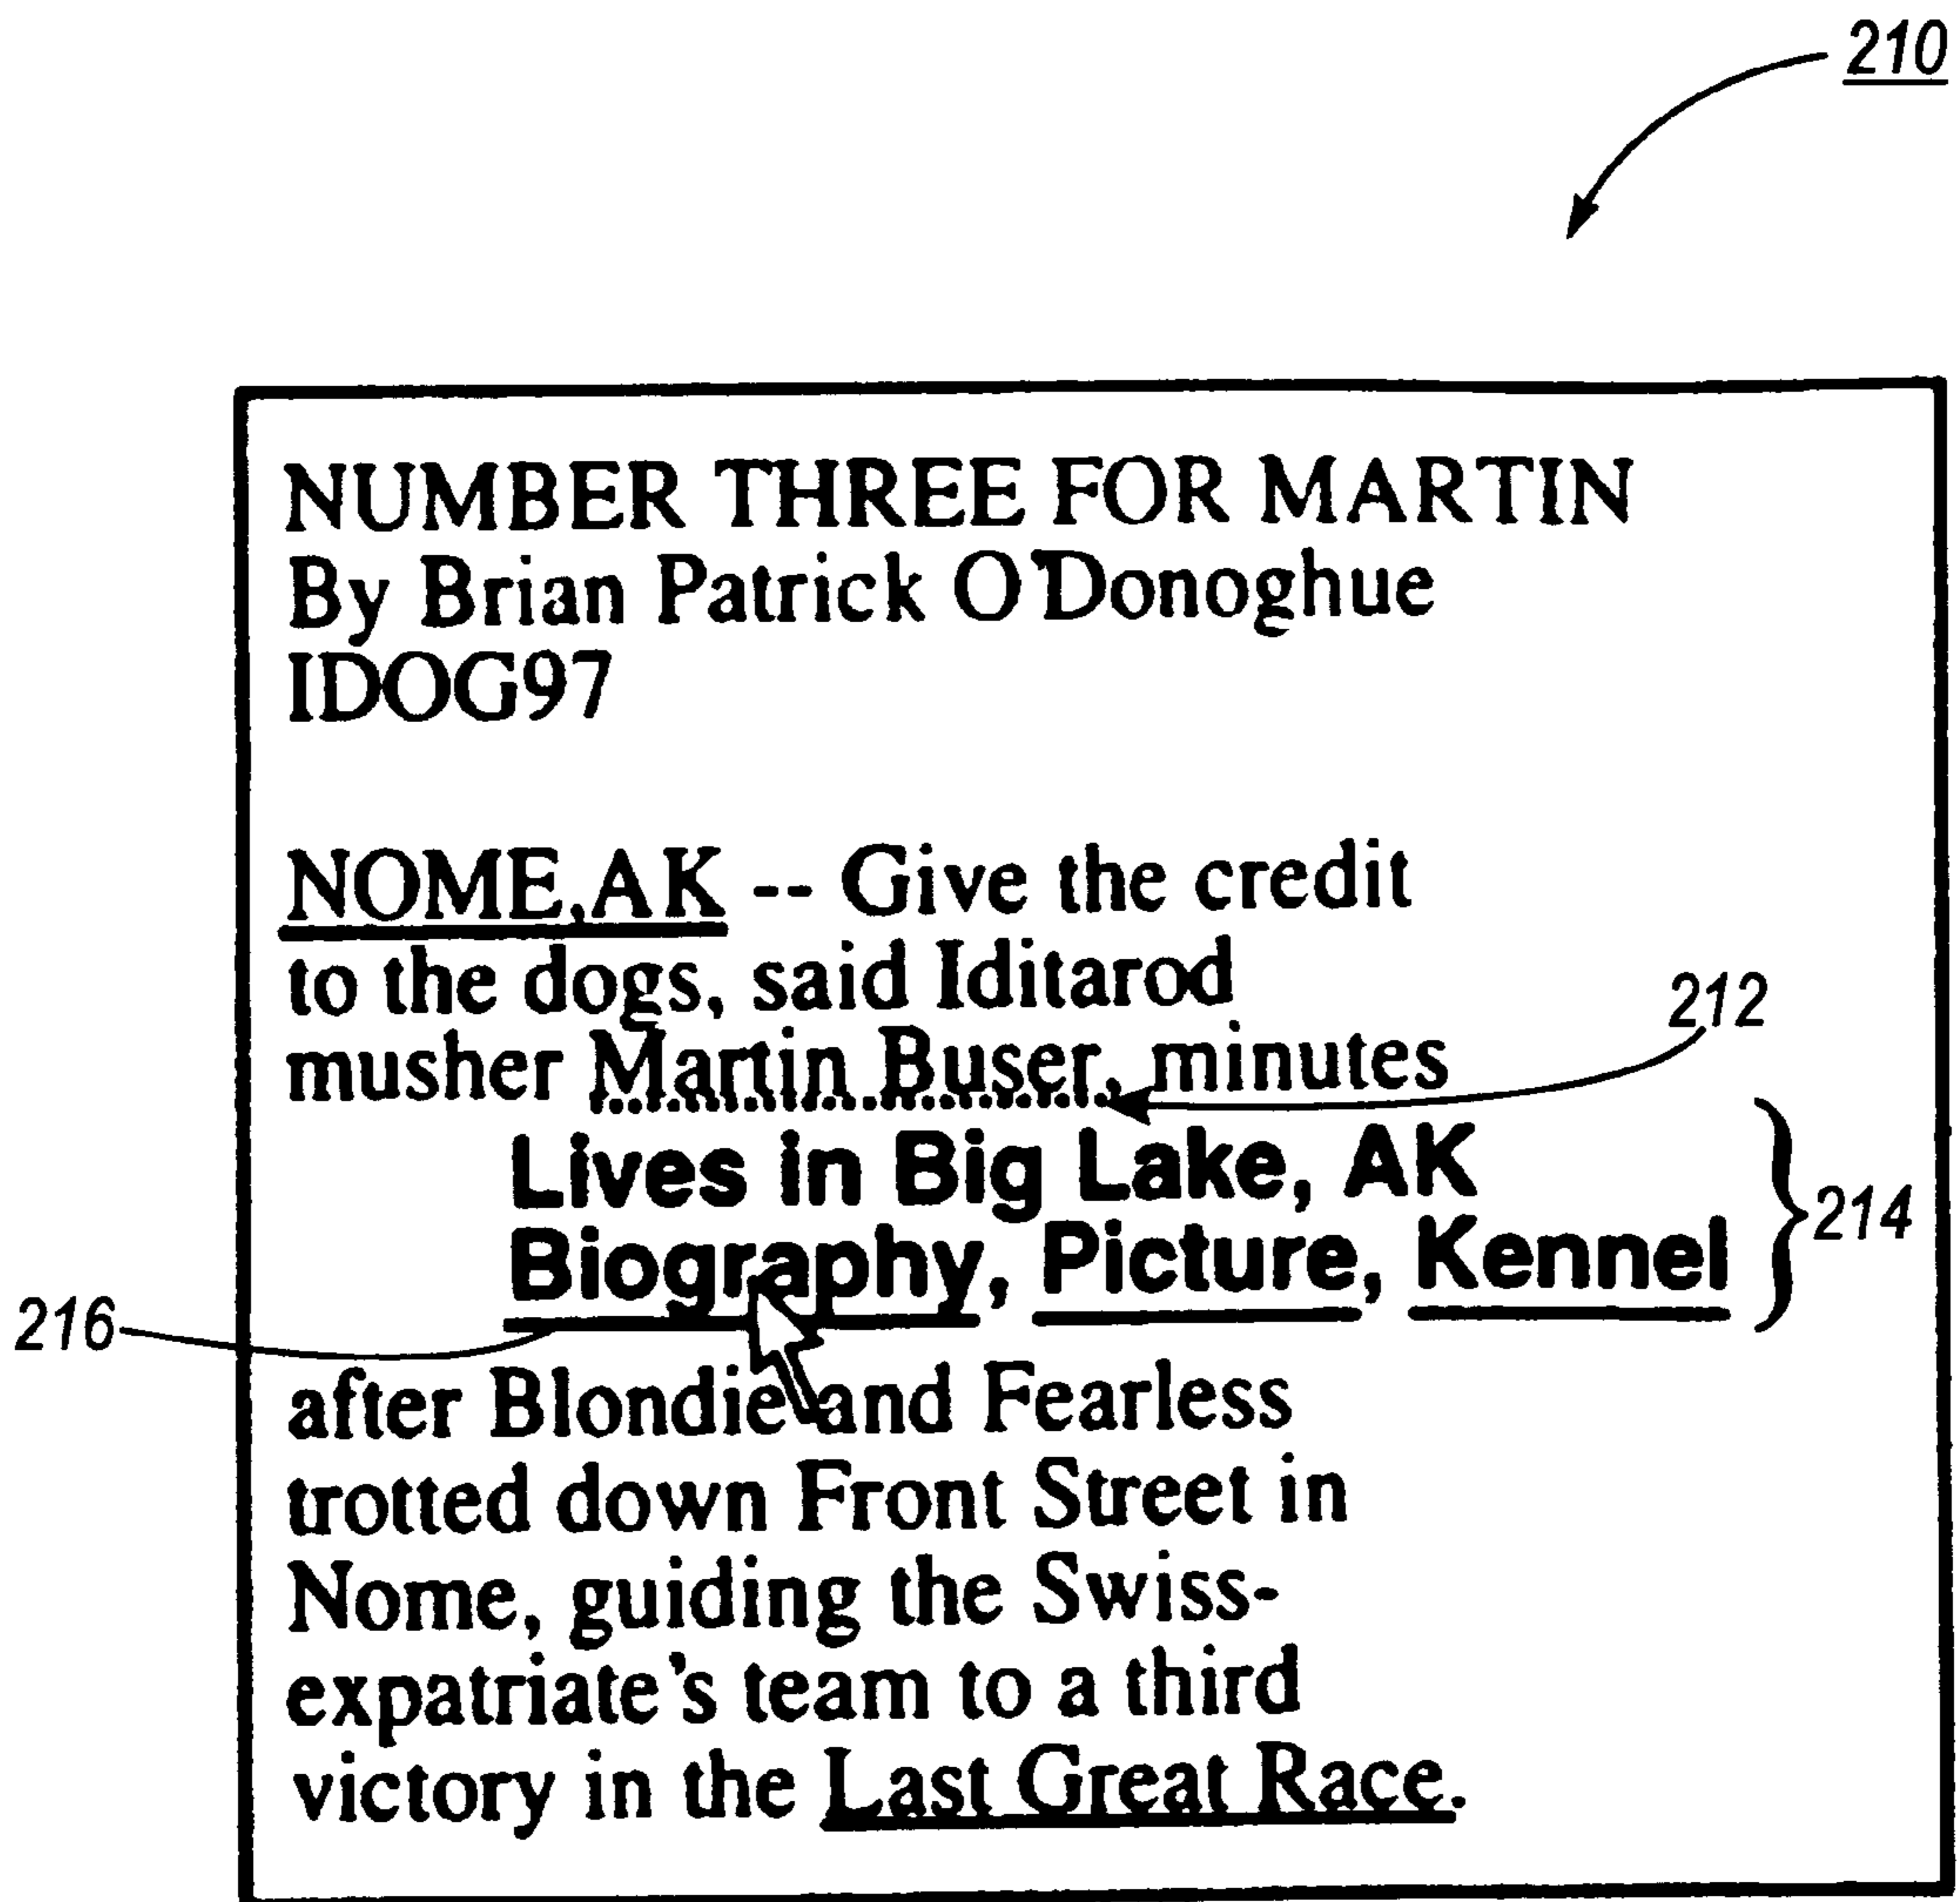 210
NUMBER THREE FOR MARTIN
By Brian Patrick O'Donoghue
IDOG97
NOME,AK -- Give the credit
to the dogs, said Iditarod
212
musher Martin Buser, minutes
Lives in Big Lake, AK
214
Biography, Picture, Kennel
216
after Blondie and Fearless
trotted down Front Street in
Nome, guiding the Swiss-
expatriate's team to a third
victory in the Last Great Race.